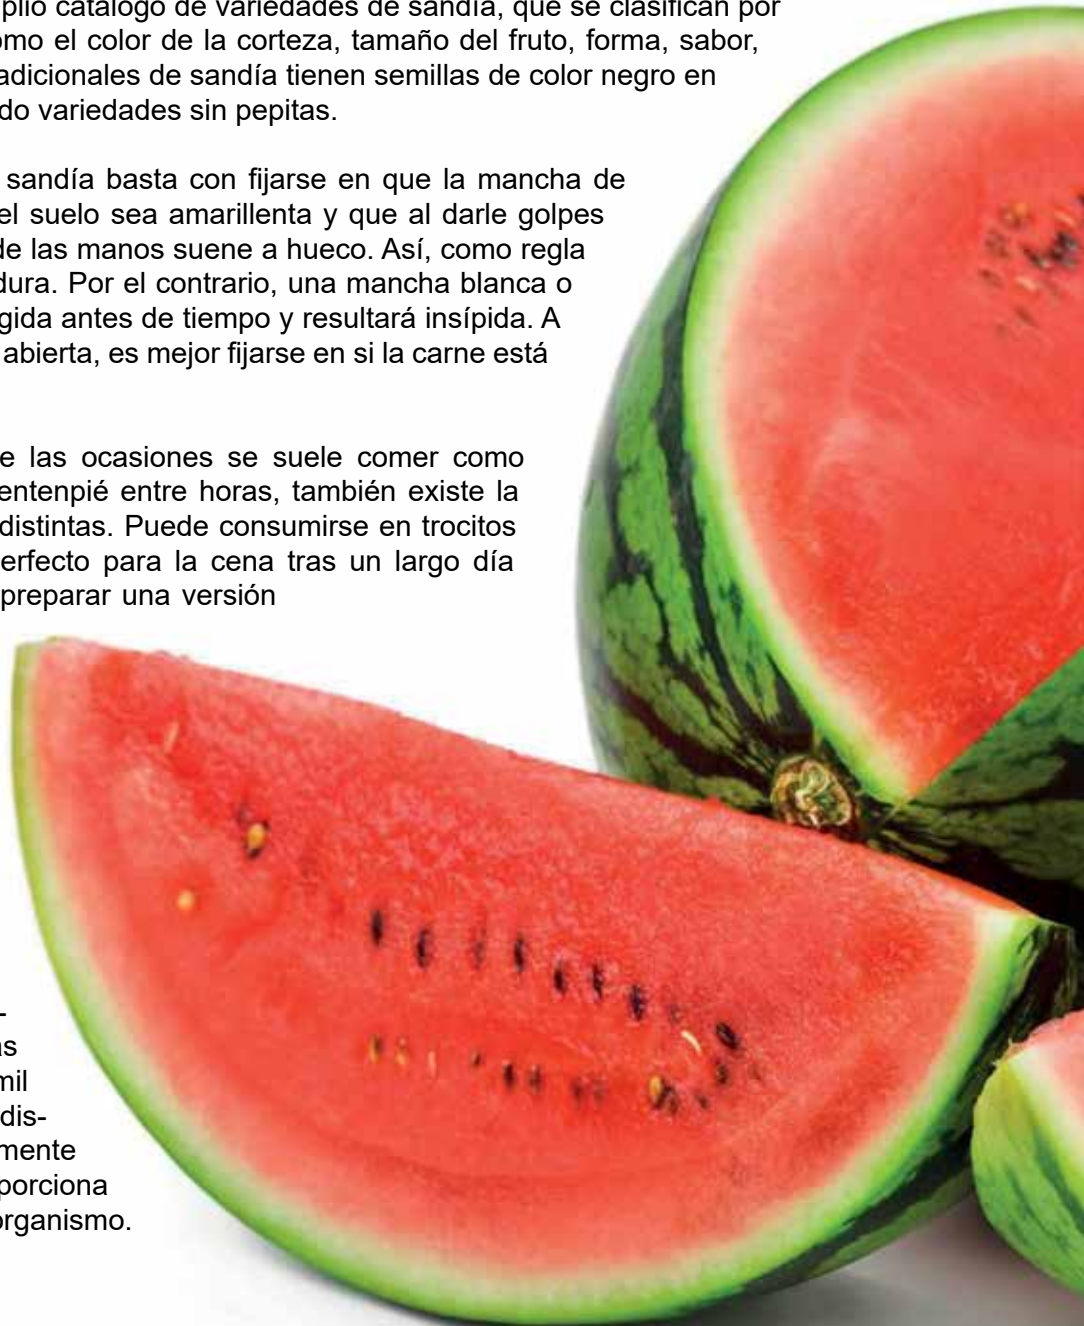 plio catálogo de variedades de sandía, que se clasifican por
omo el color de la corteza, tamaño del fruto, forma, sabor,
adicionales de sandía tienen semillas de color negro en
do variedades sin pepitas.
sandía basta con fijarse en que la mancha de
el suelo sea amarillenta y que al darle golpes
de las manos suene a hueco. Así, como regla
dura. Por el contrario, una mancha blanca o
gida antes de tiempo y resultará insípida. A
abierta, es mejor fijarse en si la carne está
e las ocasiones se suele comer como
entenpié entre horas, también existe la
distintas. Puede consumirse en trocitos
erfecto para la cena tras un largo día
preparar una versión
-
as
mil
dis-
mente
porciona
organismo.